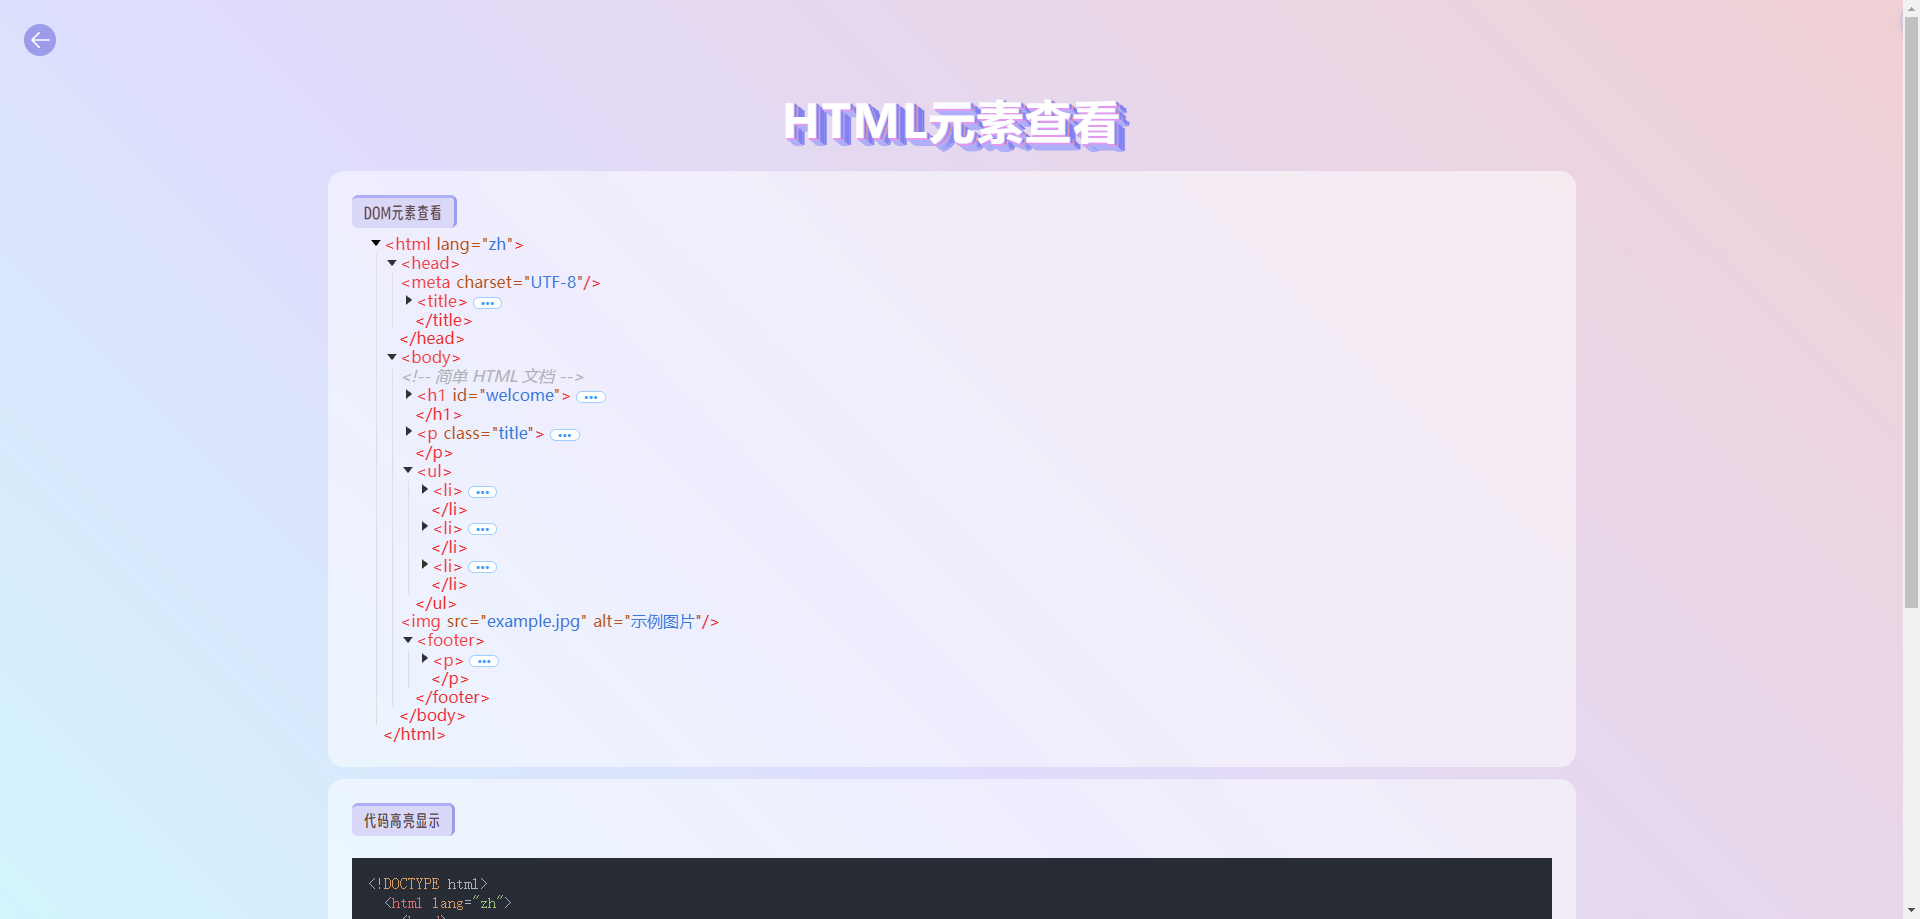 HTML元素查看
DOM元素查看
<html lang="zh">
<head>
<meta charset="UTF-8"/>
<title> •••
</title>
</head>
<body>
<!-- 简单 HTML 文档 -->
<h1 id="welcome"> •••
</h1>
<p class="title"> •••
</p>
<ul>
<li> •••
</li>
<li> •••
</li>
<li> •••
</li>
</ul>
<img src="example.jpg" alt="示例图片"/>
<footer>
<p> •••
</p>
</footer>
</body>
</html>
代码高亮显示
<!DOCTYPE html>
<html lang="zh">